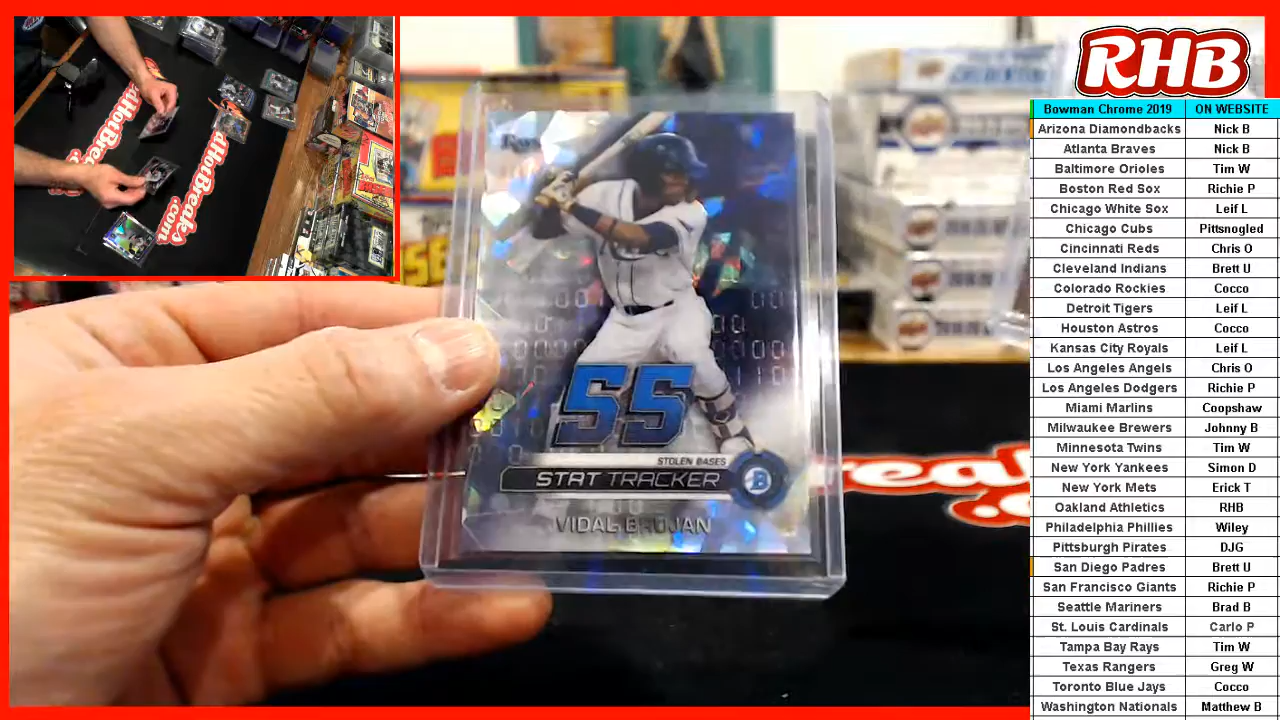 RHB
Bowman Chrome 2019 ON WEBSITE
Arizona Diamondbacks Nick B
Atlanta Braves Nick B
Baltimore Orioles Tim W
Boston Red Sox Richie P
Chicago White Sox Leif L
Chicago Cubs Pittsnogled
Cincinnati Reds Chris O
Cleveland Indians Brett U
Colorado Rockies Cocco
Detroit Tigers Leif L
Houston Astros Cocco
Kansas City Royals Leif L
Los Angeles Angels Chris O
Los Angeles Dodgers Richie P
Miami Marlins Coopshaw
Milwaukee Brewers Johnny B
Minnesota Twins Tim W
New York Yankees Simon D
New York Mets Erick T
Oakland Athletics RHB
Philadelphia Phillies Wiley
Pittsburgh Pirates DJG
San Diego Padres Brett U
San Francisco Giants Richie P
Seattle Mariners Brad B
St. Louis Cardinals Carlo P
Tampa Bay Rays Tim W
Texas Rangers Greg W
Toronto Blue Jays Cocco
Washington Nationals Matthew B
55
STOLEN BASES
STAT TRACKER
B
VIDAL BRUJAN